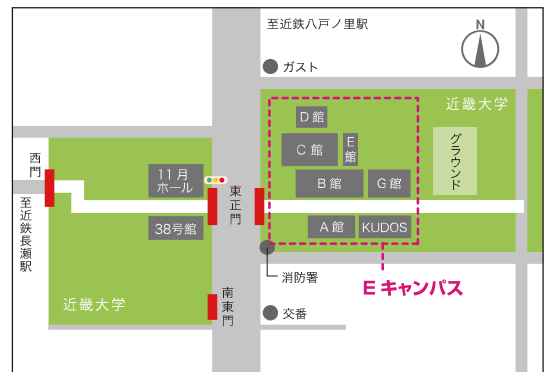 至近鉄八戸ノ里駅
N
ガスト
近畿大学
D館
E館
C館
グラウンド
西門
11月
ホール
東正門
B館
G館
至近鉄長瀬駅
38号館
A館
KUDOS
消防署
Eキャンパス
南東門
近畿大学
交番